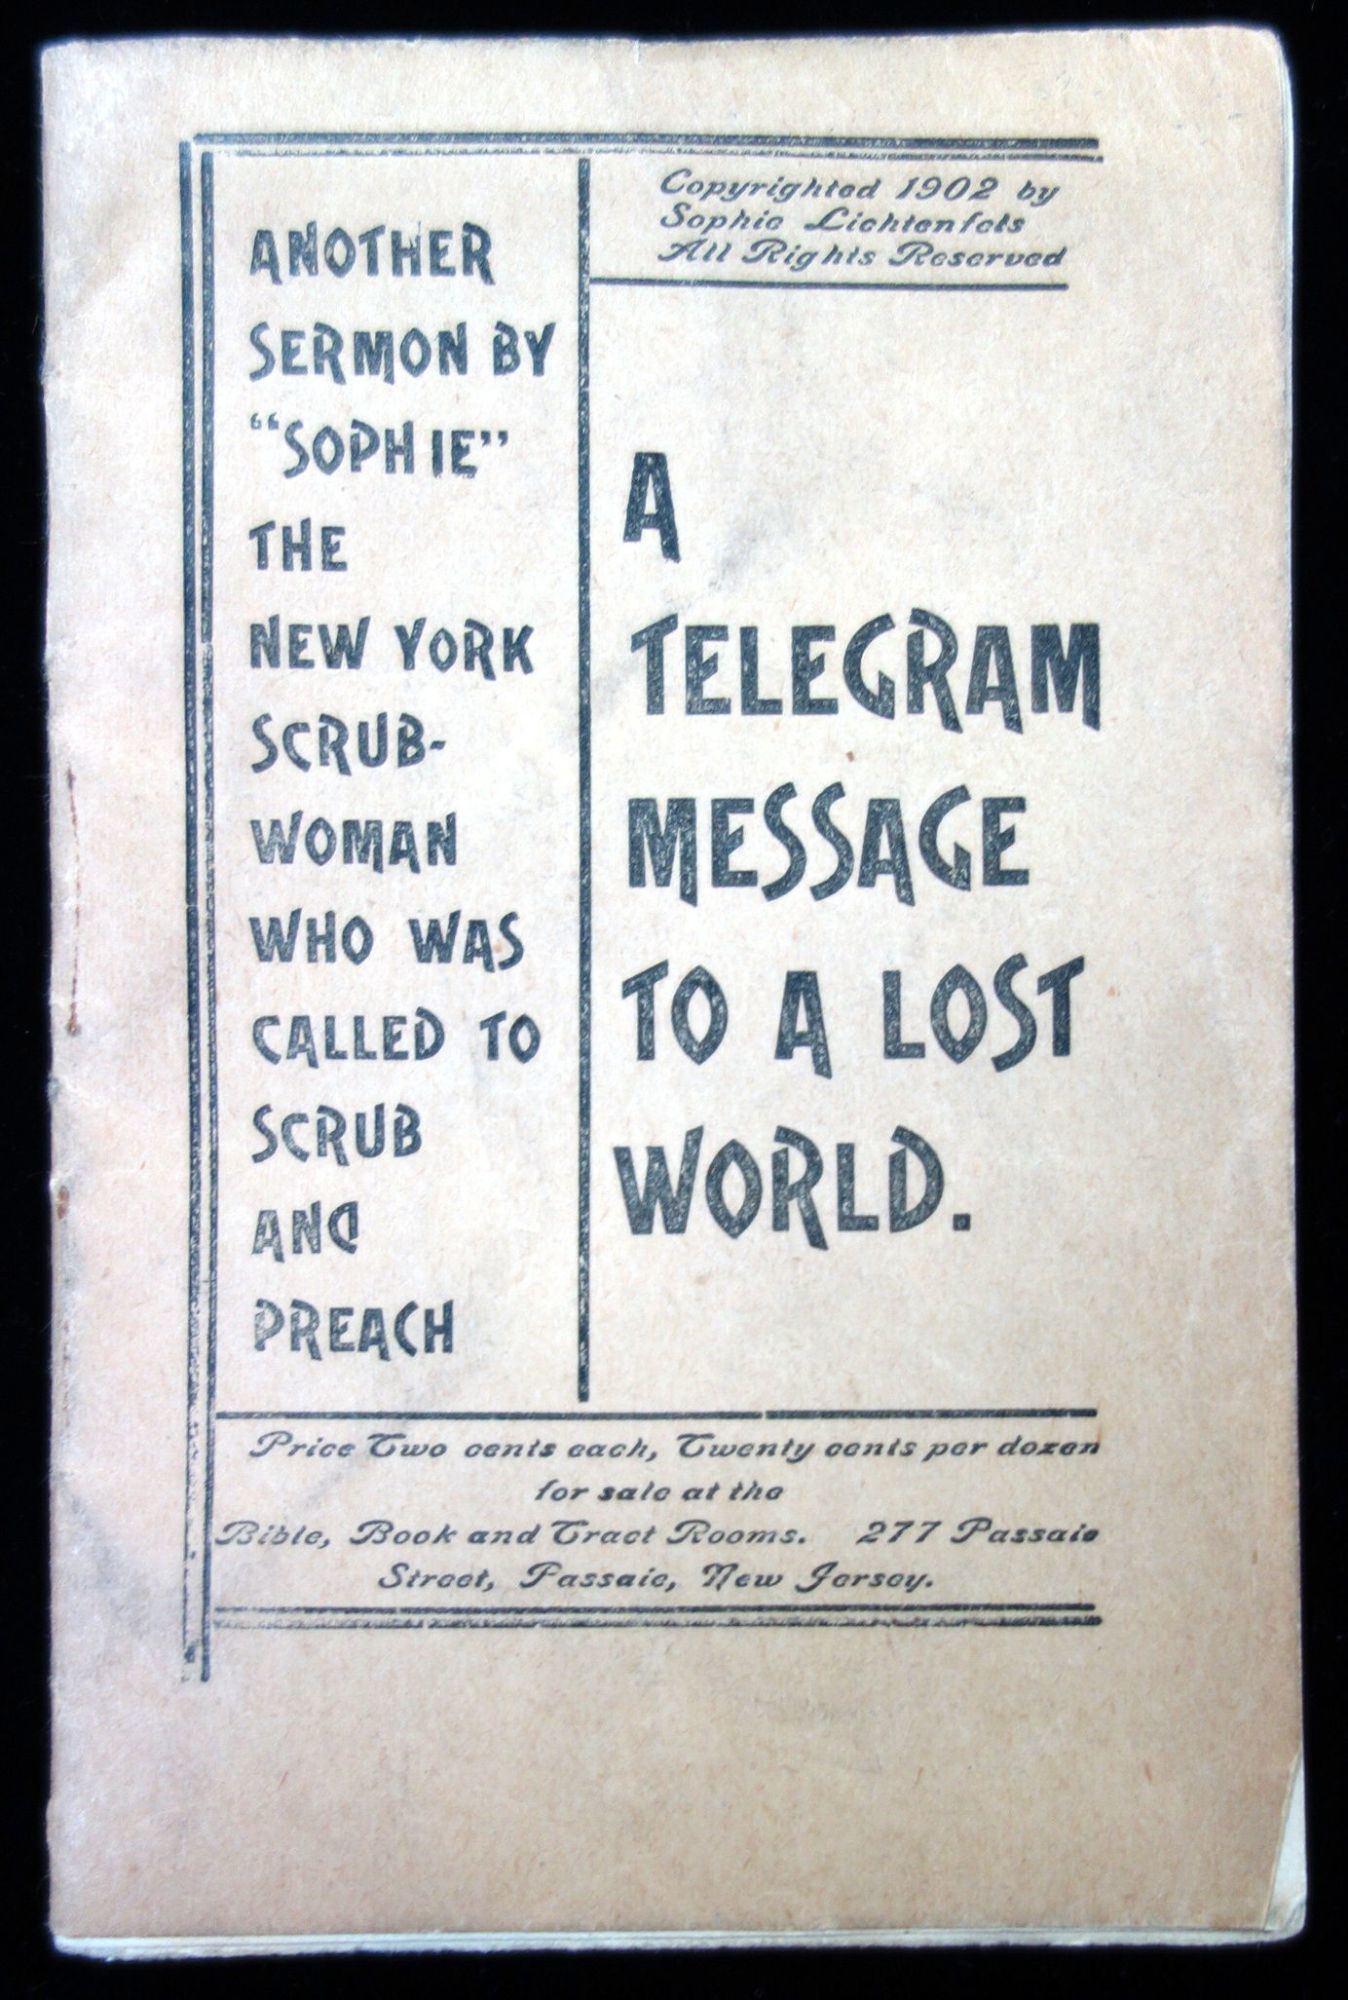 Copyrighted 1902 by
Sophie Lichtenfels
All Rights Reserved
ANOTHER
SERMON BY
“SOPHIE”
THE
NEW YORK
SCRUB-
WOMAN
WHO WAS
CALLED TO
SCRUB
AND
PREACH
A
TELEGRAM
MESSAGE
TO A LOST
WORLD.
Price Two cents each, Twenty cents per dozen
for sale at the
Bible, Book and Tract Rooms. 277 Passaic
Street, Passaic, New Jersey.